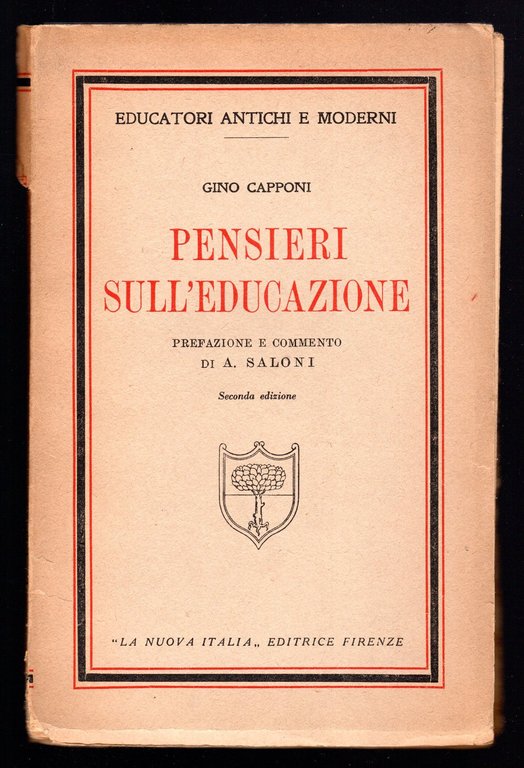 EDUCATORI ANTICHI E MODERNI
GINO CAPPONI
PENSIERI
SULL'EDUCAZIONE
PREFAZIONE E COMMENTO
DI A. SALONI
Seconda edizione
"LA NUOVA ITALIA„ EDITRICE FIRENZE